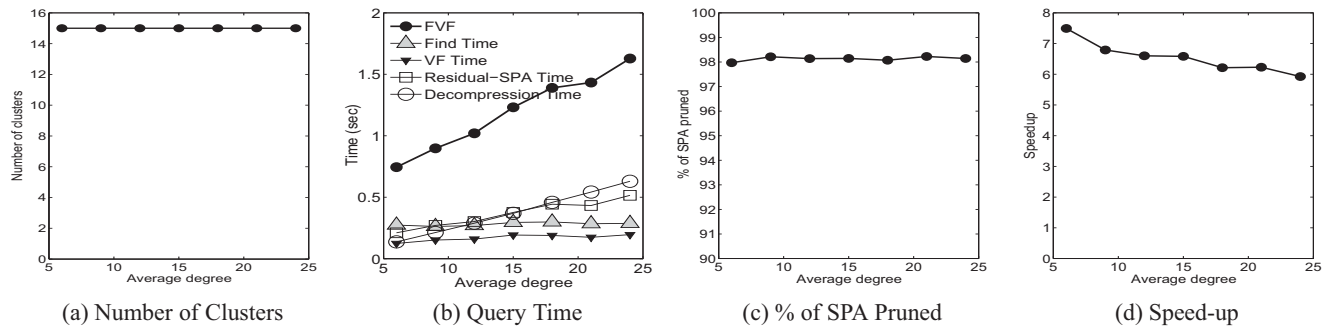 16
14
12
10
8
6
4
2
0
Number of clusters
5 10 15 20 25
Average degree
(a) Number of Clusters
2
1.5
1
0.5
0
Time (sec)
FVF
Find Time
VF Time
Residual-SPA Time
Decompression Time
5 10 15 20 25
Average degree
(b) Query Time
100
99
98
97
96
95
94
93
92
91
90
% of SPA pruned
5 10 15 20 25
Average degree
(c) % of SPA Pruned
8
7
6
5
4
3
2
1
0
Speedup
5 10 15 20 25
Average degree
(d) Speed-up